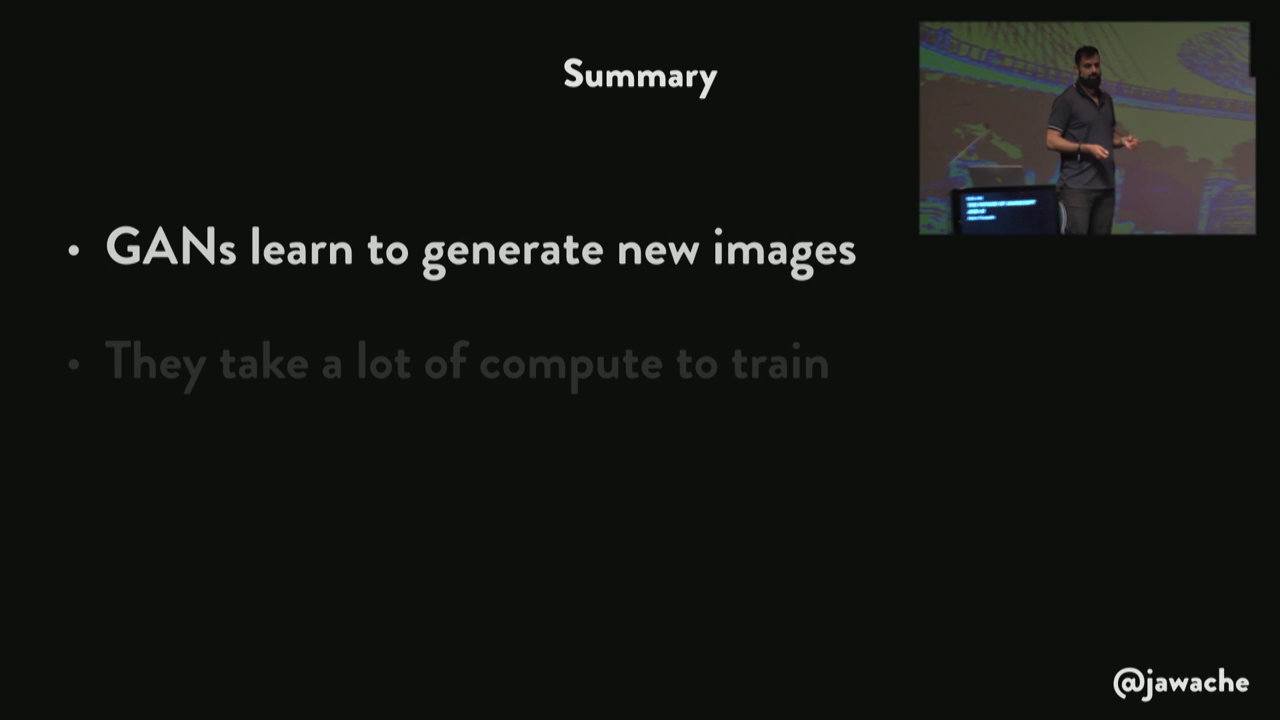 Summary
• GANs learn to generate new images
• They take a lot of compute to train
@jawache